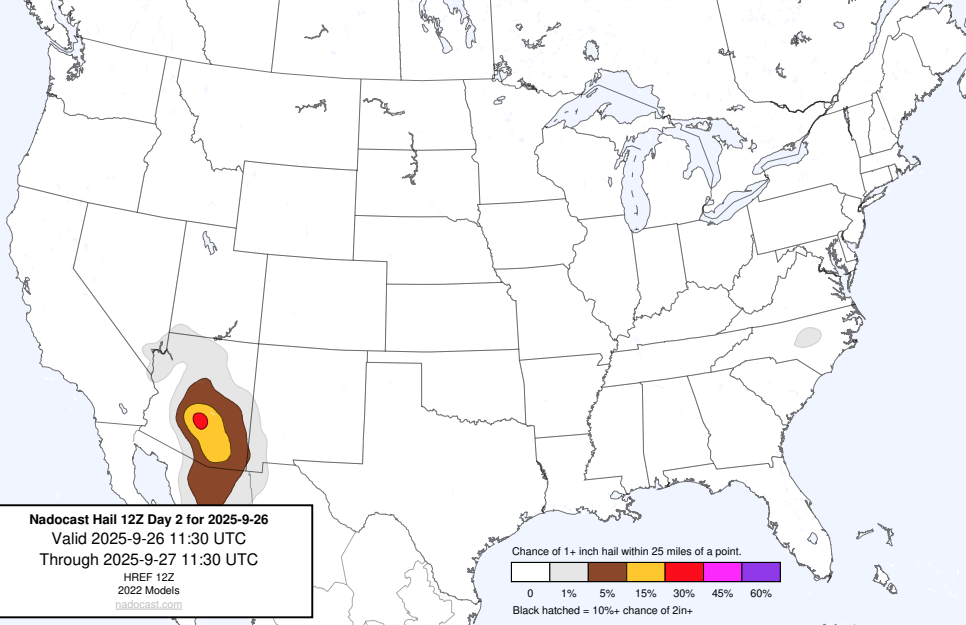 Nadocast Hail 12Z Day 2 for 2025-9-26
Valid 2025-9-26 11:30 UTC
Through 2025-9-27 11:30 UTC
HREF 12Z
2022 Models
nadocast.com
Chance of 1+ inch hail within 25 miles of a point.
0 1% 5% 15% 30% 45% 60%
Black hatched = 10%+ chance of 2in+